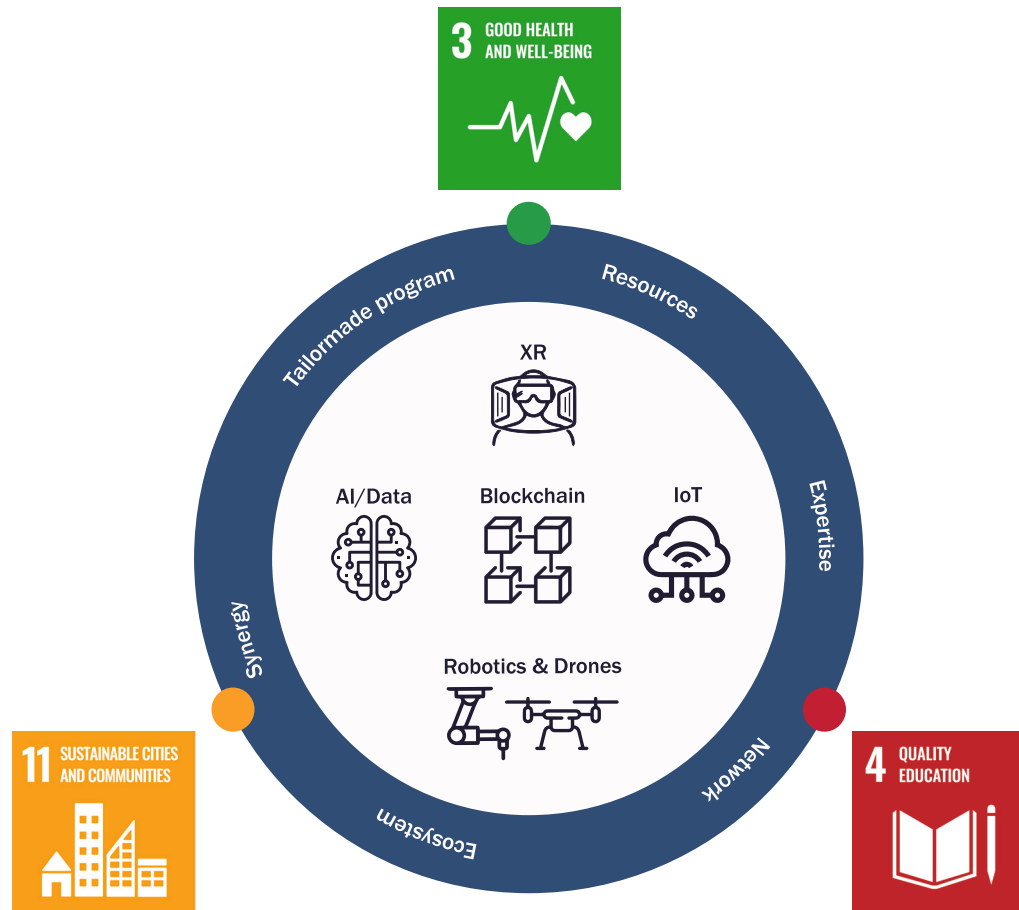 3 GOOD HEALTH
AND WELL-BEING
Tailormade program
Resources
XR
AI/Data
Blockchain
IoT
Expertise
Synergy
Robotics & Drones
Network
Ecosystem
11 SUSTAINABLE CITIES
AND COMMUNITIES
4 QUALITY
EDUCATION